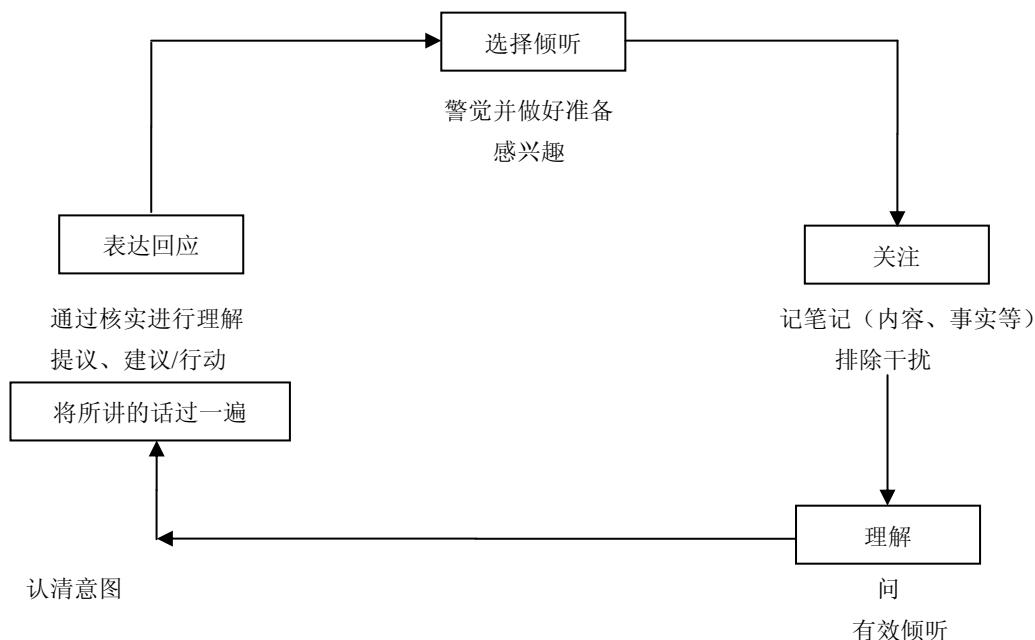 选择倾听
警觉并做好准备
感兴趣
表达回应
关注
通过核实进行理解
记笔记（内容、事实等）
提议、建议/行动
排除干扰
将所讲的话过一遍
理解
认清意图
问
有效倾听